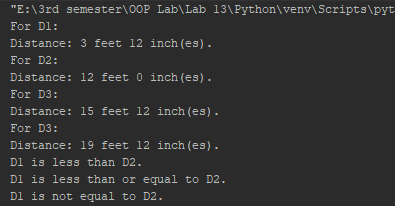 "E:\3rd semester\OOP Lab\Lab 13\Python\venv\Scripts\pyt
For D1:
Distance: 3 feet 12 inch(es).
For D2:
Distance: 12 feet 0 inch(es).
For D3:
Distance: 15 feet 12 inch(es).
For D3:
Distance: 19 feet 12 inch(es).
D1 is less than D2.
D1 is less than or equal to D2.
D1 is not equal to D2.